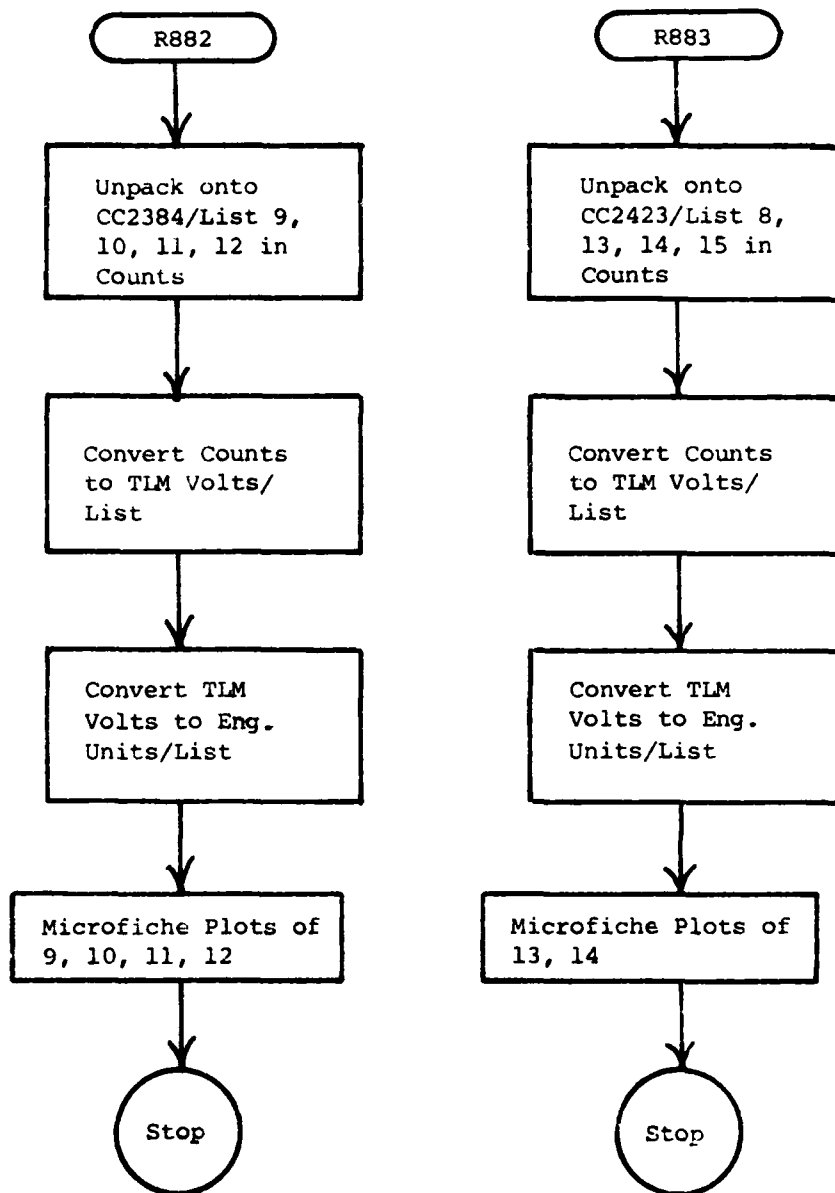 R882
Unpack onto
CC2384/List 9,
10, 11, 12 in
Counts
Convert Counts
to TLM Volts/
List
Convert TLM
Volts to Eng.
Units/List
Microfiche Plots of
9, 10, 11, 12
Stop
R883
Unpack onto
CC2423/List 8,
13, 14, 15 in
Counts
Convert Counts
to TLM Volts/
List
Convert TLM
Volts to Eng.
Units/List
Microfiche Plots of
13, 14
Stop